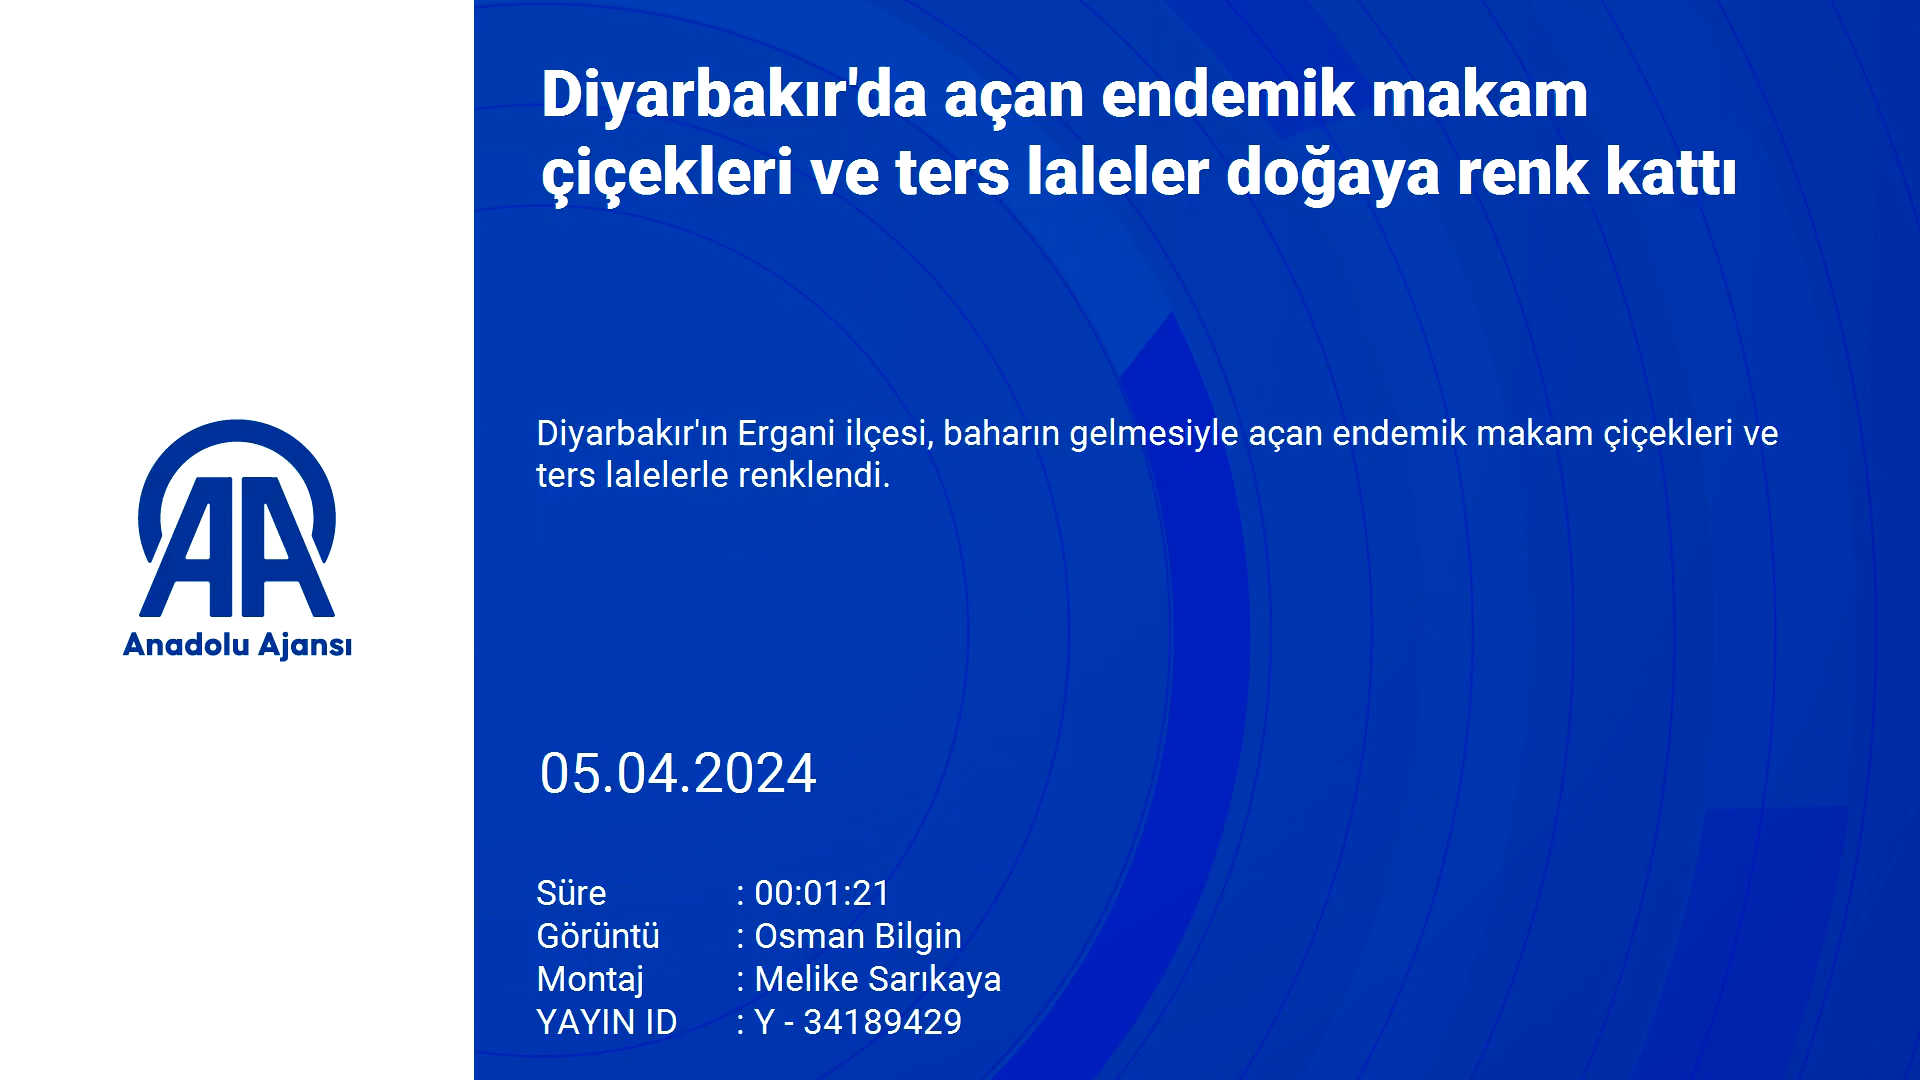 Diyarbakır'da açan endemik makam
çiçekleri ve ters laleler doğaya renk kattı
Diyarbakır'ın Ergani ilçesi, baharın gelmesiyle açan endemik makam çiçekleri ve
ters lalelerle renklendi.
AA
Anadolu Ajansı
05.04.2024
Süre : 00:01:21
Görüntü : Osman Bilgin
Montaj : Melike Sarıkaya
YAYIN ID : Y - 34189429